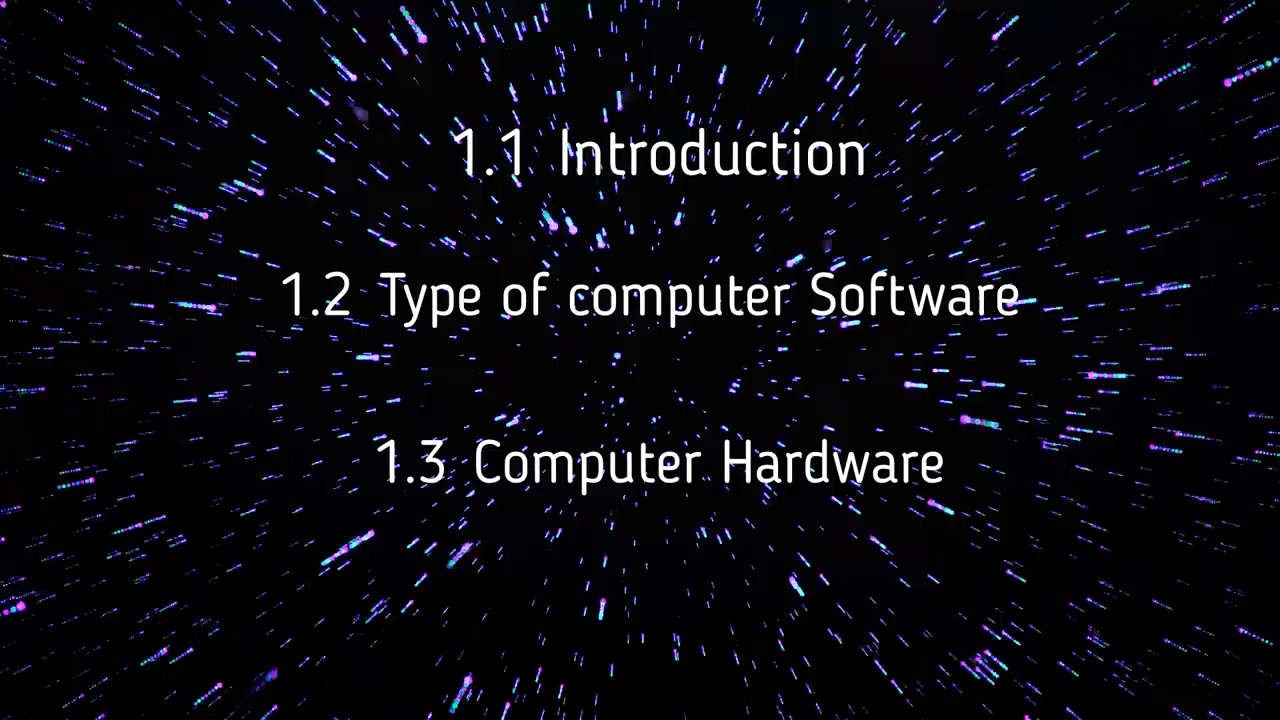 1.1 Introduction
1.2 Type of computer Software
1.3 Computer Hardware